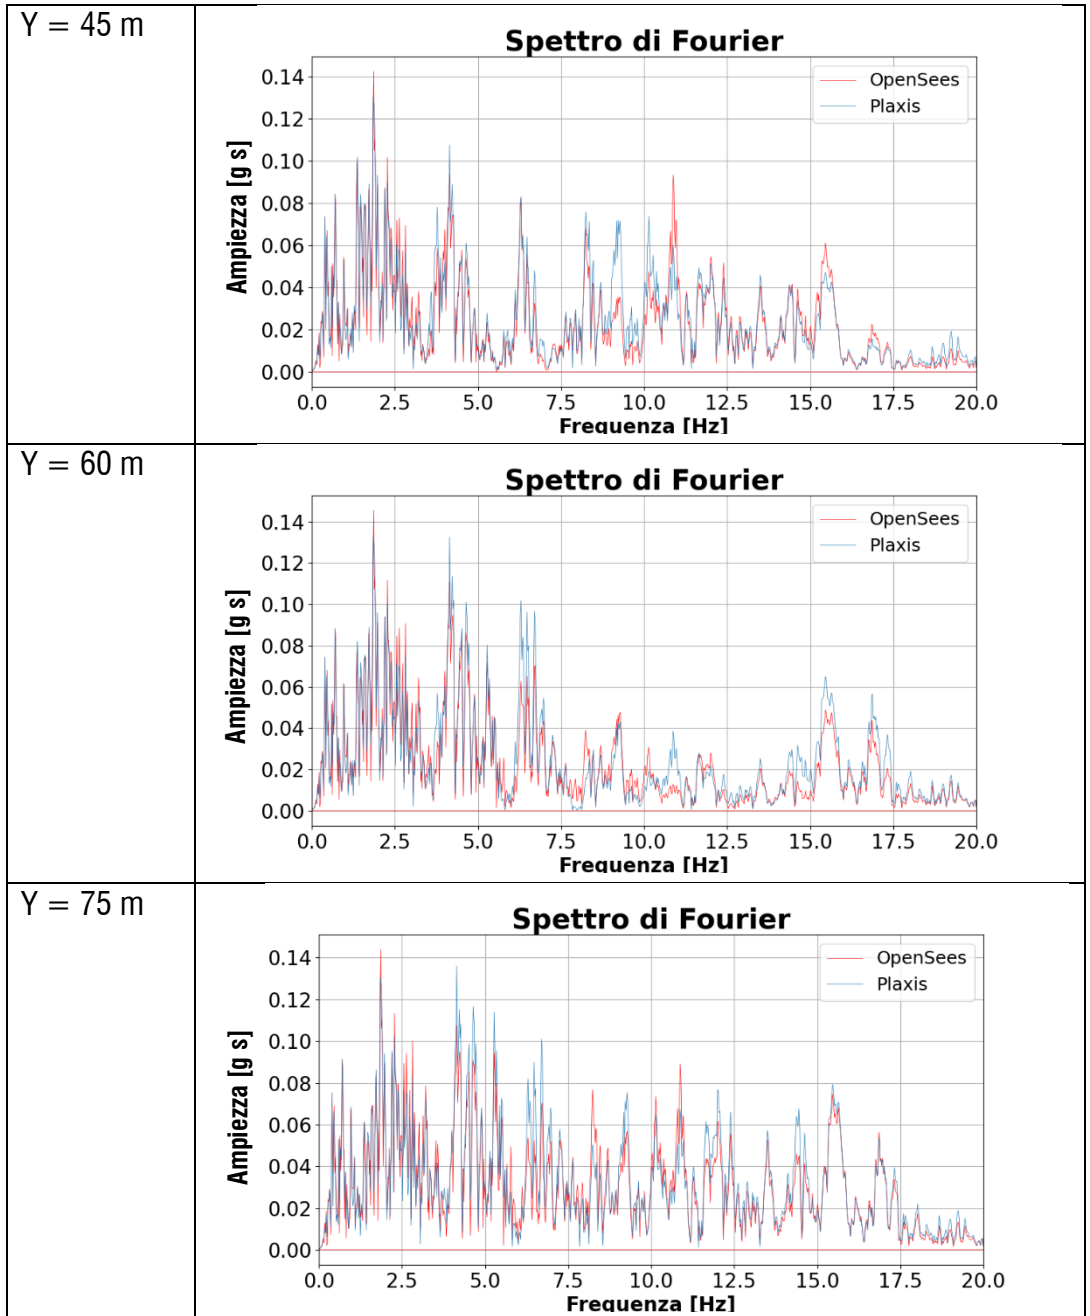 Y = 45 m
Spettro di Fourier
OpenSees
Plaxis
Ampiezza [g s]
0.14
0.12
0.10
0.08
0.06
0.04
0.02
0.00
0.0 2.5 5.0 7.5 10.0 12.5 15.0 17.5 20.0
Frequenza [Hz]
Y = 60 m
Spettro di Fourier
OpenSees
Plaxis
Ampiezza [g s]
0.14
0.12
0.10
0.08
0.06
0.04
0.02
0.00
0.0 2.5 5.0 7.5 10.0 12.5 15.0 17.5 20.0
Frequenza [Hz]
Y = 75 m
Spettro di Fourier
OpenSees
Plaxis
Ampiezza [g s]
0.14
0.12
0.10
0.08
0.06
0.04
0.02
0.00
0.0 2.5 5.0 7.5 10.0 12.5 15.0 17.5 20.0
Frequenza [Hz]